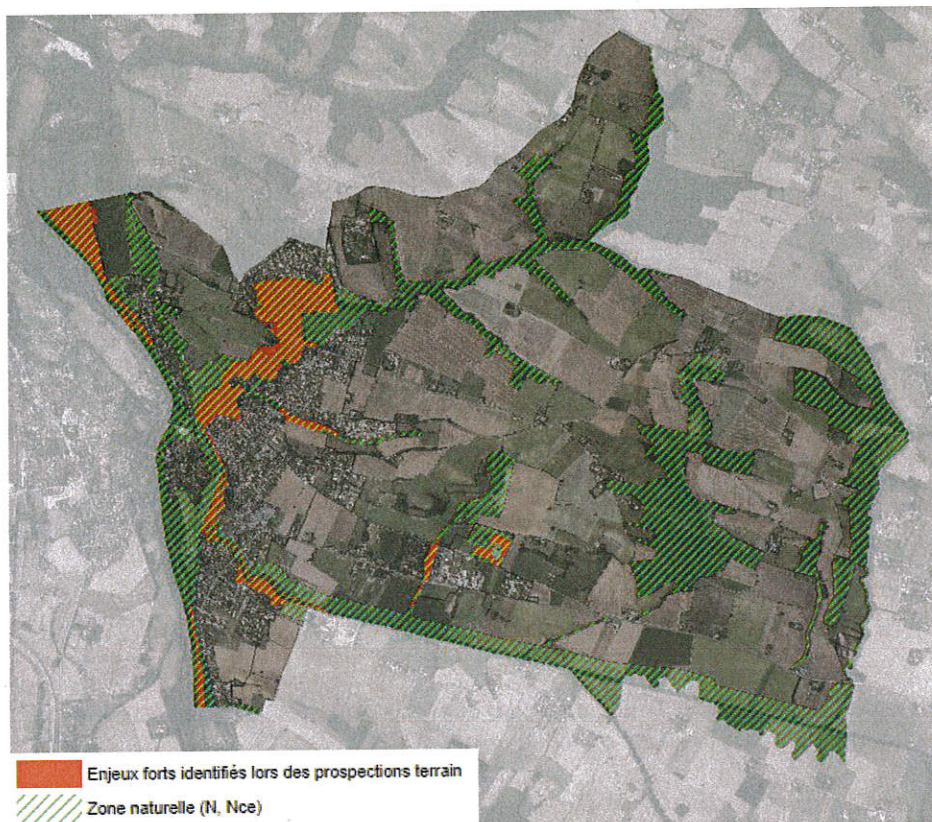 Enjeux forts identifiés lors des prospections terrain
Zone naturelle (N, Nce)